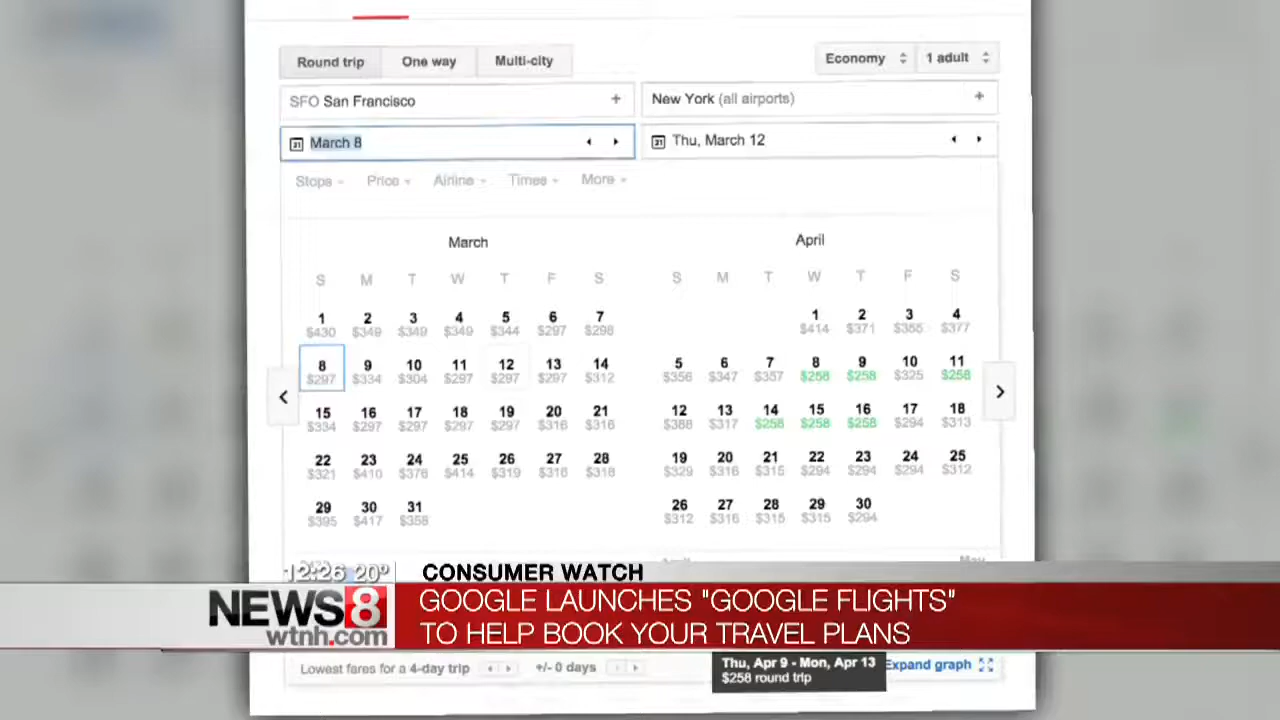 Round trip One way Multi-city Economy 1 adult
SFO San Francisco + New York (all airports) +
31 March 8 31 Thu, March 12
Stops Price Airline Times More
March April
S M T W T F S S M T W T F S
1 2 3 4 5 6 7 1 2 3 4
$430 $349 $349 $349 $344 $297 $298 $414 $371 $355 $377
8 9 10 11 12 13 14 5 6 7 8 9 10 11
$297 $334 $304 $297 $297 $297 $312 $356 $347 $357 $258 $258 $325 $258
15 16 17 18 19 20 21 12 13 14 15 16 17 18
$334 $297 $297 $297 $297 $316 $316 $388 $317 $258 $258 $258 $294 $313
22 23 24 25 26 27 28 19 20 21 22 23 24 25
$321 $410 $376 $414 $319 $316 $318 $329 $316 $315 $294 $294 $294 $312
29 30 31 26 27 28 29 30
$395 $417 $358 $312 $316 $315 $315 $294
12:26 20° CONSUMER WATCH
NEWS 8 GOOGLE LAUNCHES "GOOGLE FLIGHTS"
wtnh.com TO HELP BOOK YOUR TRAVEL PLANS
Lowest fares for a 4-day trip +/- 0 days Thu, Apr 9 - Mon, Apr 13 Expand graph
$258 round trip